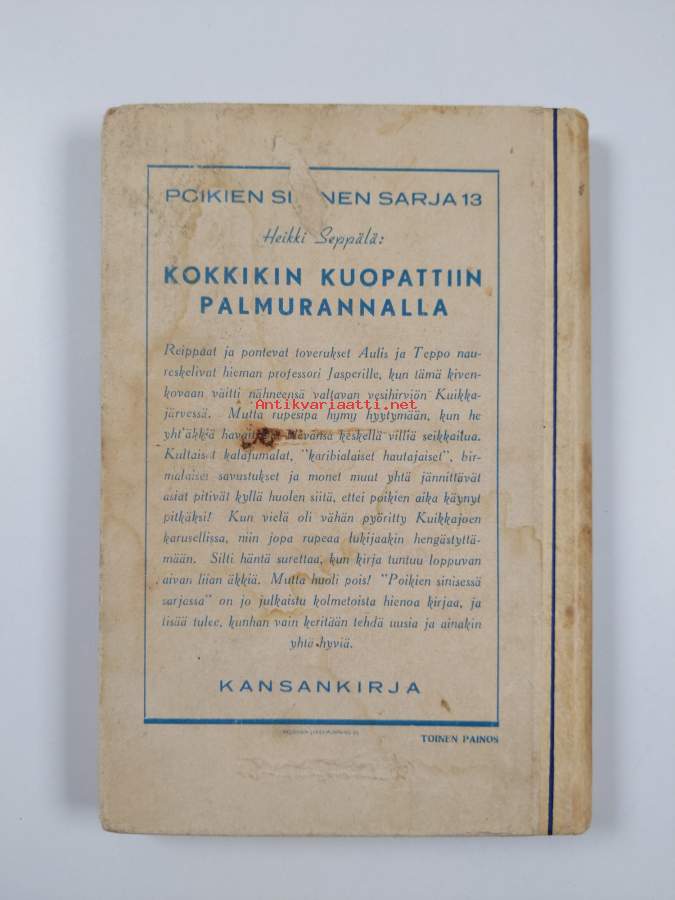 POIKIEN SI NEN SARJA 13
Heikki Seppälä:
KOKKIKIN KUOPATTIIN
PALMURANNALLA
Reippaat ja pontevat toverukset Aulis ja Teppo nau-
reskelivat hieman professori Jasperille, kun tämä kiven-
kovaan väitti nähneensä valtavan vesihirviön Kuikka-
järvessä. Mutta rupesipa hymy hyytymään, kun he
Antikvariaatti.net
yht'äkkiä keskellä villiä seikkailua.
Kultaiset kalajumalat, "karibialaiset hautajaiset", bir-
malaiset savustukset ja monet muut yhtä jännittävät
asiat pitivät kyllä huolen siitä, ettei poikien aika käynyt
pitkäksi! Kun vielä oli vähän pyöritty Kuikkajoen
karusellissa, niin jopa rupeaa lukijaakin hengästyttä-
mään. Silti häntä surettaa, kun kirja tuntuu loppuvan
aivan liian äkkiä. Mutta huoli pois! "Poikien sinisessä
sarjassa" on jo julkaistu kolmetoista hienoa kirjaa, ja
lisää tulee, kunhan vain keritään tehdä uusia ja ainakin
yhtä hyviä.
KANSANKIRJA
TOINEN PAINOS